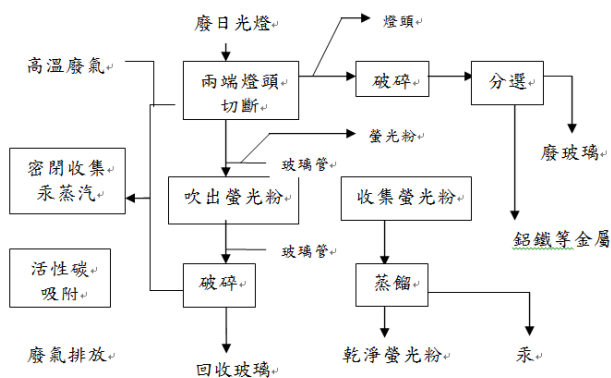 廢日光燈
燈頭
高溫廢氣
兩端燈頭
切斷
破碎
分選
螢光粉
廢玻璃
玻璃管
密閉收集
汞蒸汽
吹出螢光粉
收集螢光粉
鋁鐵等金屬
玻璃管
活性碳
吸附
破碎
蒸餾
廢氣排放
回收玻璃
乾淨螢光粉
汞